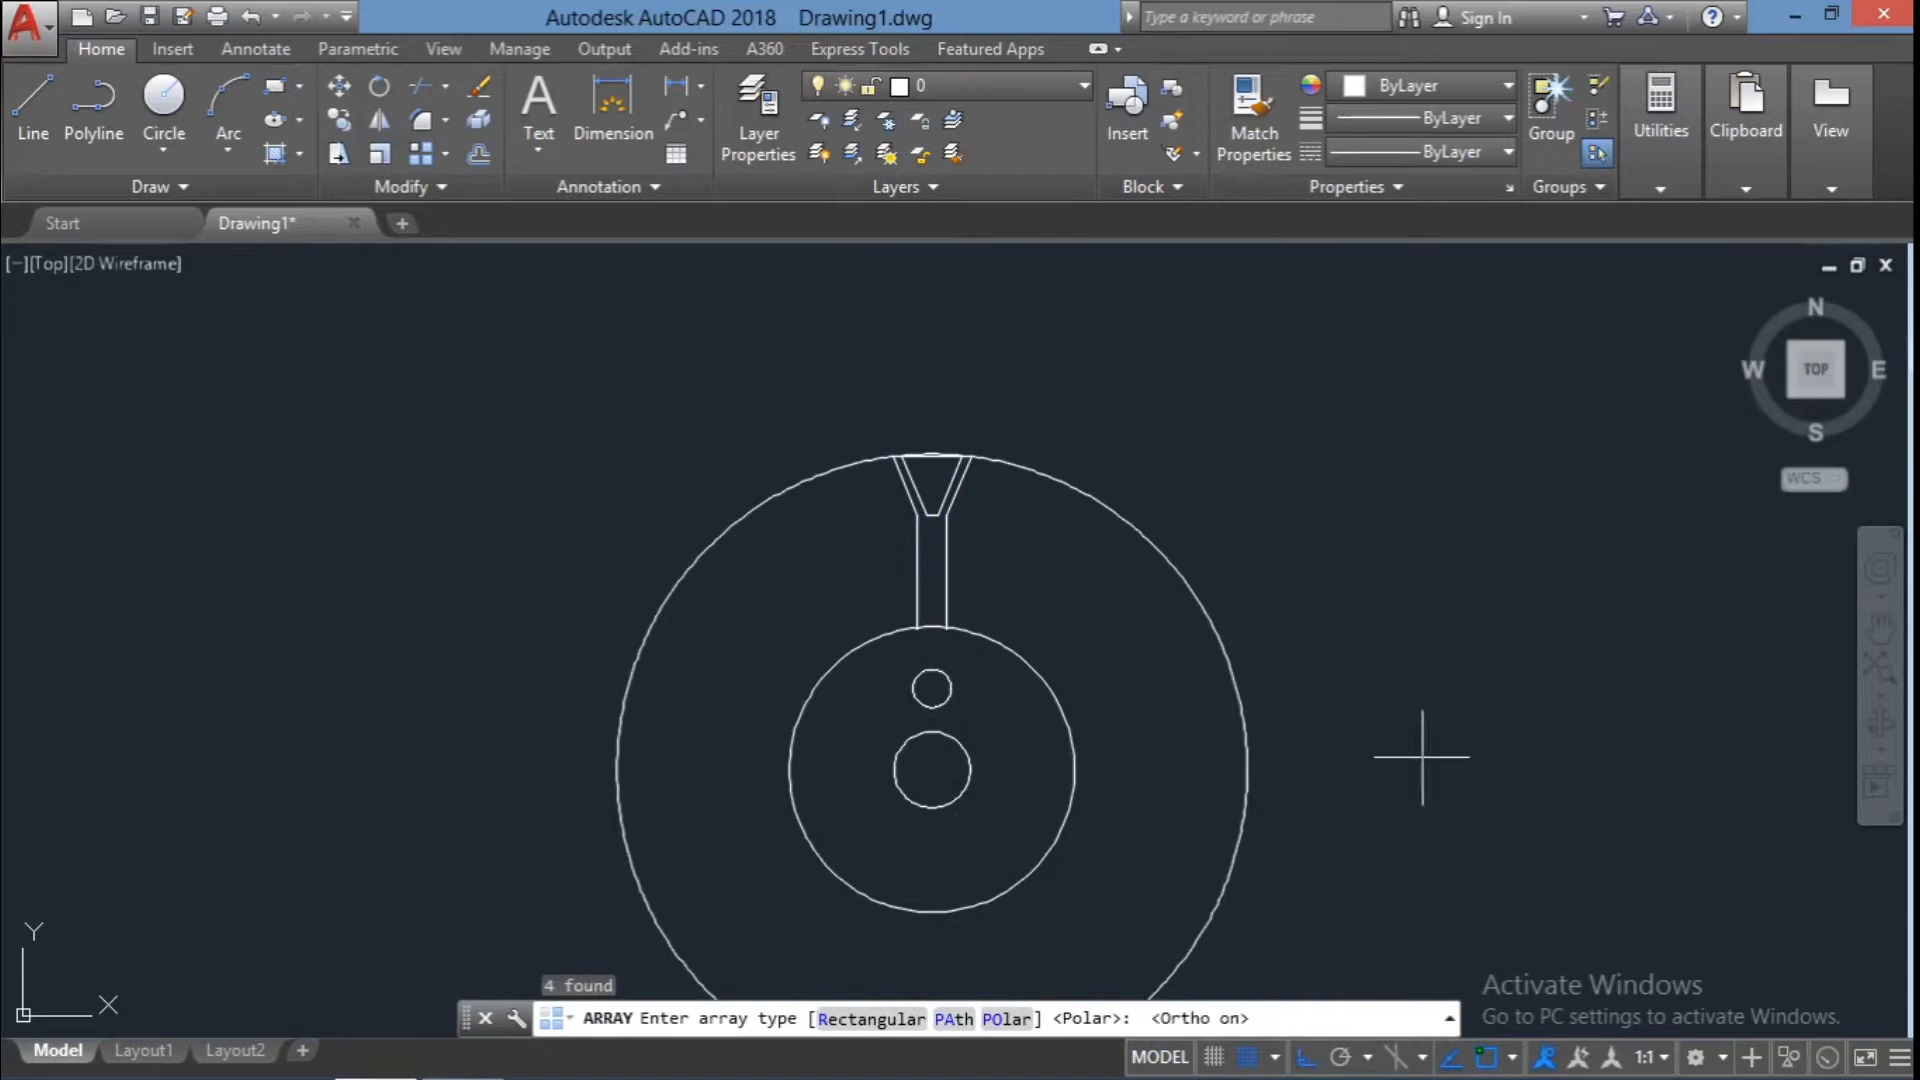 Autodesk AutoCAD 2018 Drawing1.dwg
Type a keyword or phrase
Sign In
Home Insert Annotate Parametric View Manage Output Add-ins A360 Express Tools Featured Apps
0
ByLayer
ByLayer
ByLayer
Line Polyline Circle Arc
Text Dimension
Layer Properties
Insert
Match Properties
Group
Utilities Clipboard View
Draw Modify Annotation Layers Block Properties Groups
Start Drawing1*
[−][Top][2D Wireframe]
N
W TOP E
S
WCS
Y
X
4 found
ARRAY Enter array type [Rectangular PAth POlar] <Polar>: <Ortho on>
Activate Windows
Go to PC settings to activate Windows.
Model Layout1 Layout2
MODEL 1:1